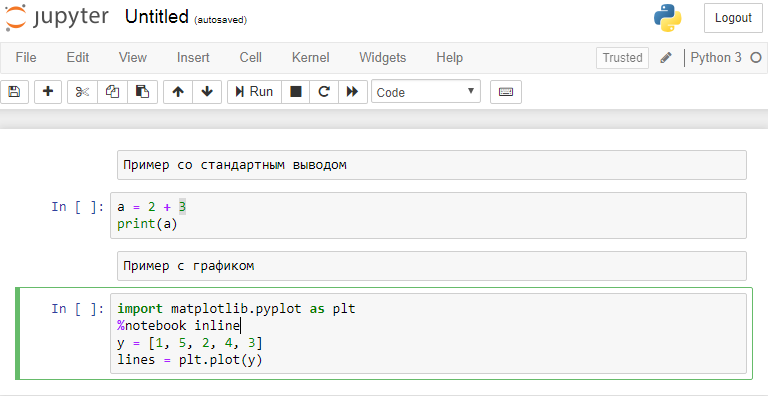 jupyter Untitled (autosaved) Logout
File Edit View Insert Cell Kernel Widgets Help Trusted Python 3
Run Code
Пример со стандартным выводом
In [ ]: a = 2 + 3
print(a)
Пример с графиком
In [ ]: import matplotlib.pyplot as plt
%notebook inline
y = [1, 5, 2, 4, 3]
lines = plt.plot(y)